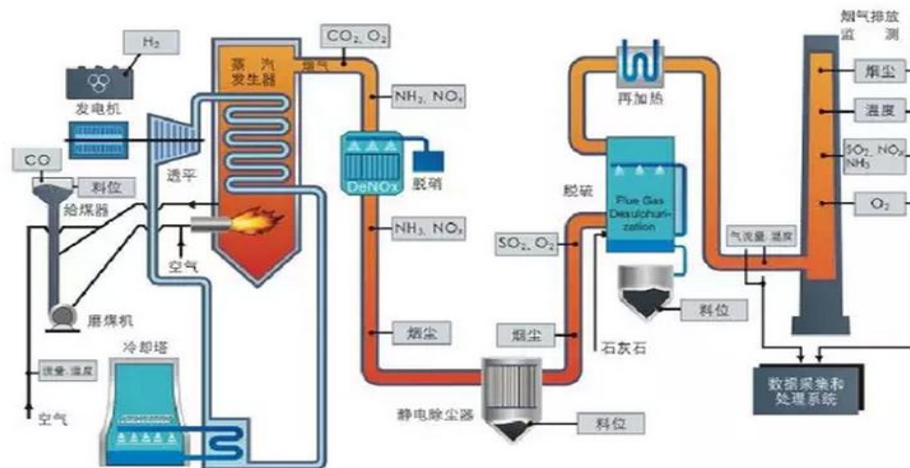 H₂
发电机
蒸 汽
发生器
烟气
CO₂, O₂
NH₃, NOₓ
DeNOx
脱硝
透平
CO
料位
给煤器
空气
磨煤机
NH₃, NOₓ
烟尘
冷却塔
流量, 温度
空气
静电除尘器
料位
烟尘
石灰石
SO₂, O₂
脱硫
Flue Gas
Desulphuri-
zation
料位
再加热
气流量, 温度
烟气排放
监 测
烟尘
温度
SO₂, NOₓ
NH₃
O₂
数据采集和
处理系统